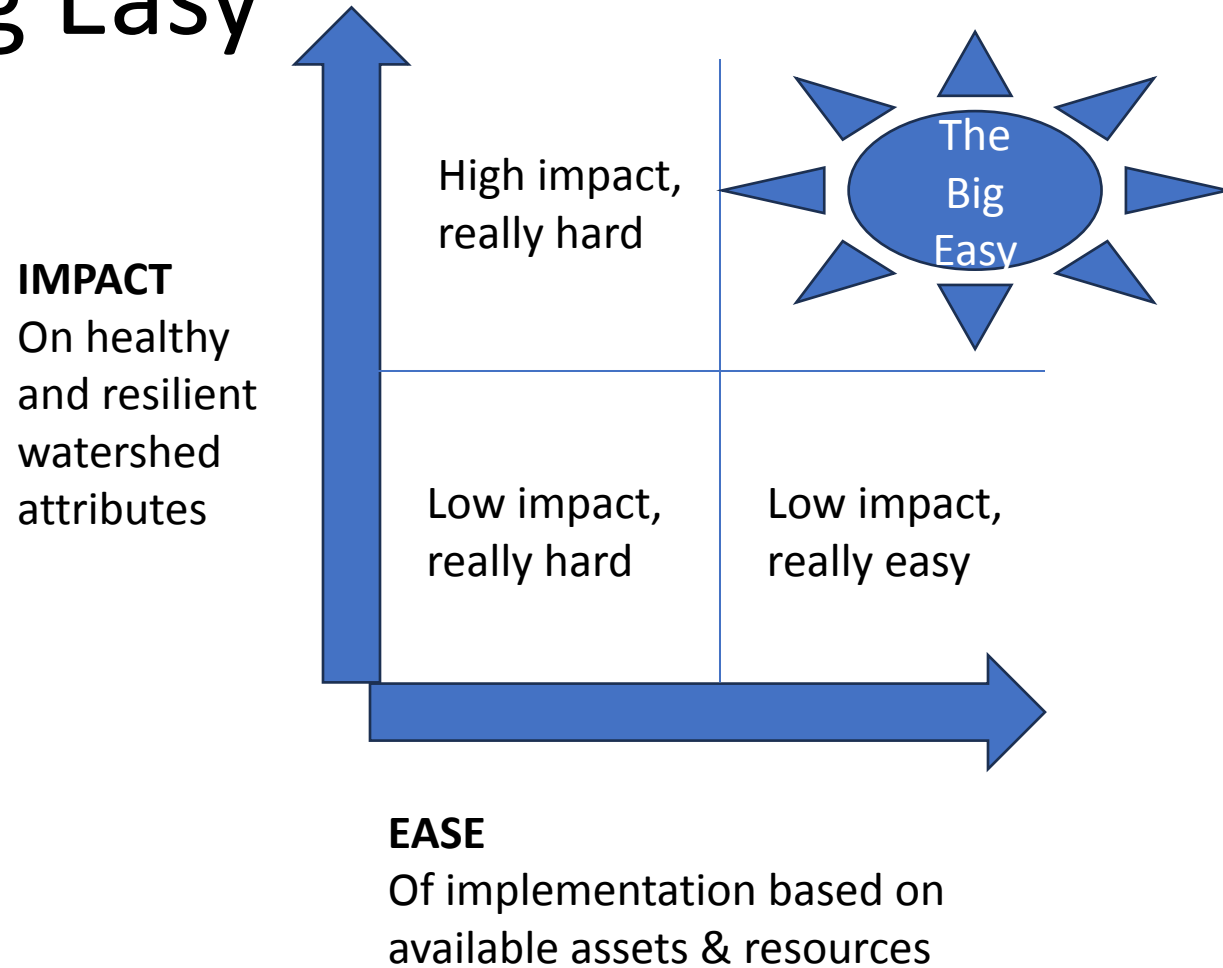 g Easy
The
Big
Easy
High impact,
really hard
IMPACT
On healthy
and resilient
watershed
attributes
Low impact,
really hard
Low impact,
really easy
EASE
Of implementation based on
available assets & resources